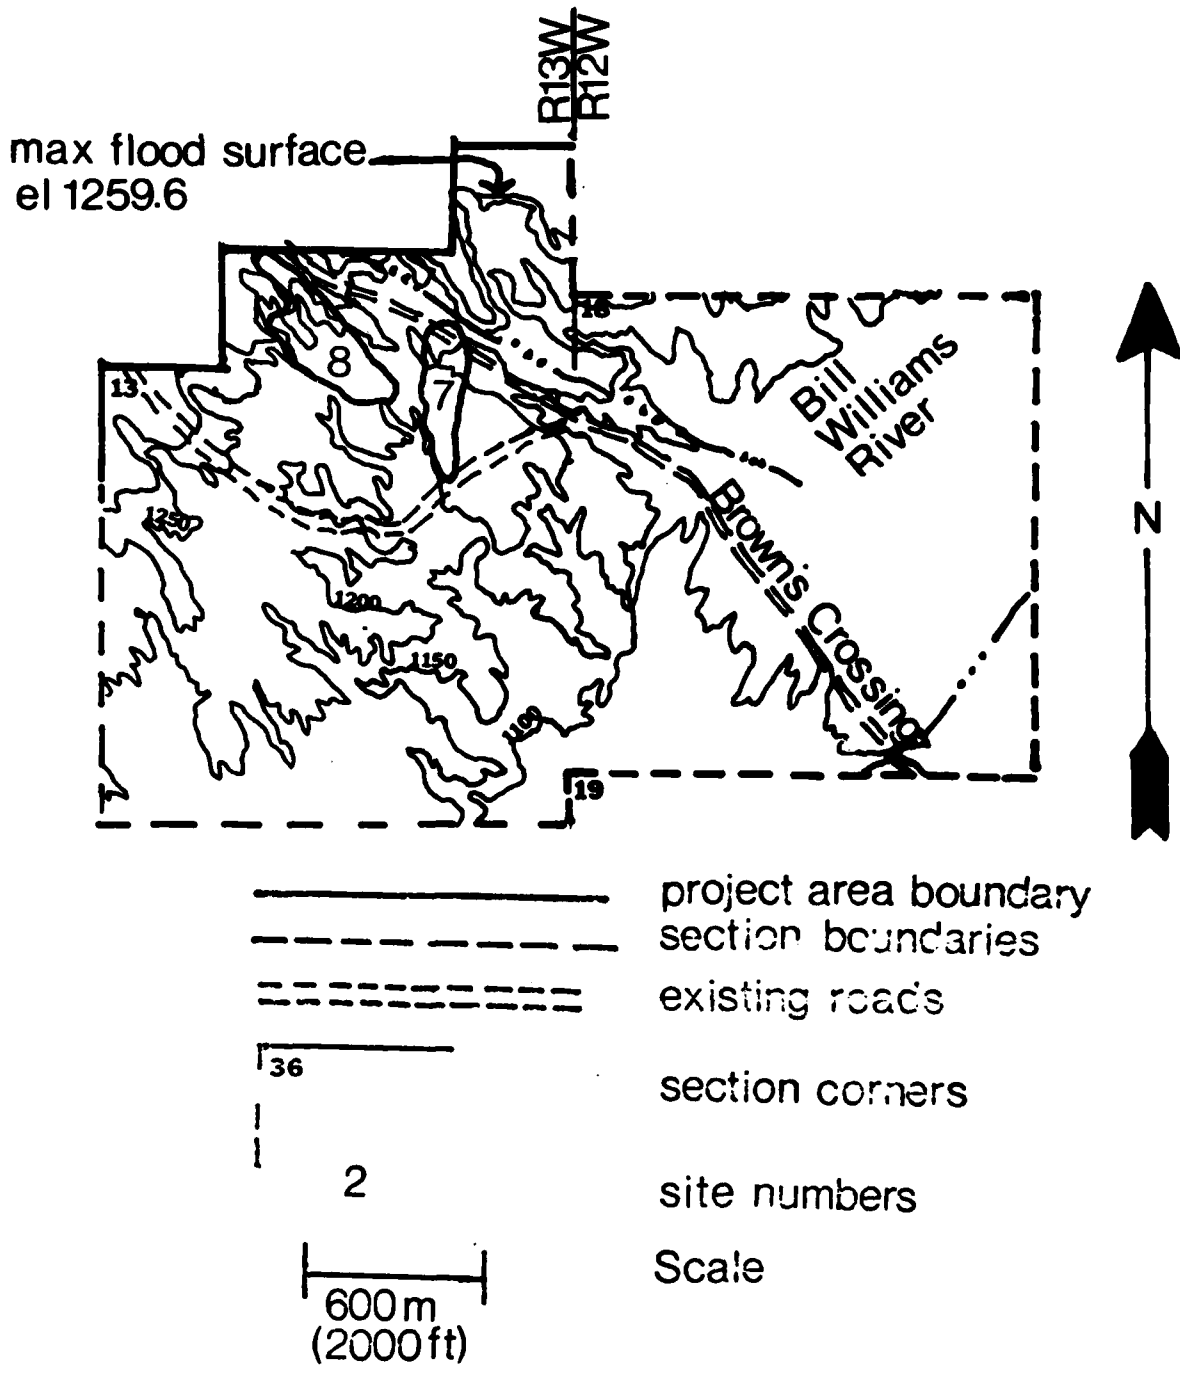 R13W
R12W
max flood surface
el 1259.6
18
8
7
13
Bill
Williams
River
1250
Browns Crossing
N
1200
1150
1100
19
project area boundary
section boundaries
existing roads
36
section corners
2
site numbers
Scale
600 m
(2000 ft)